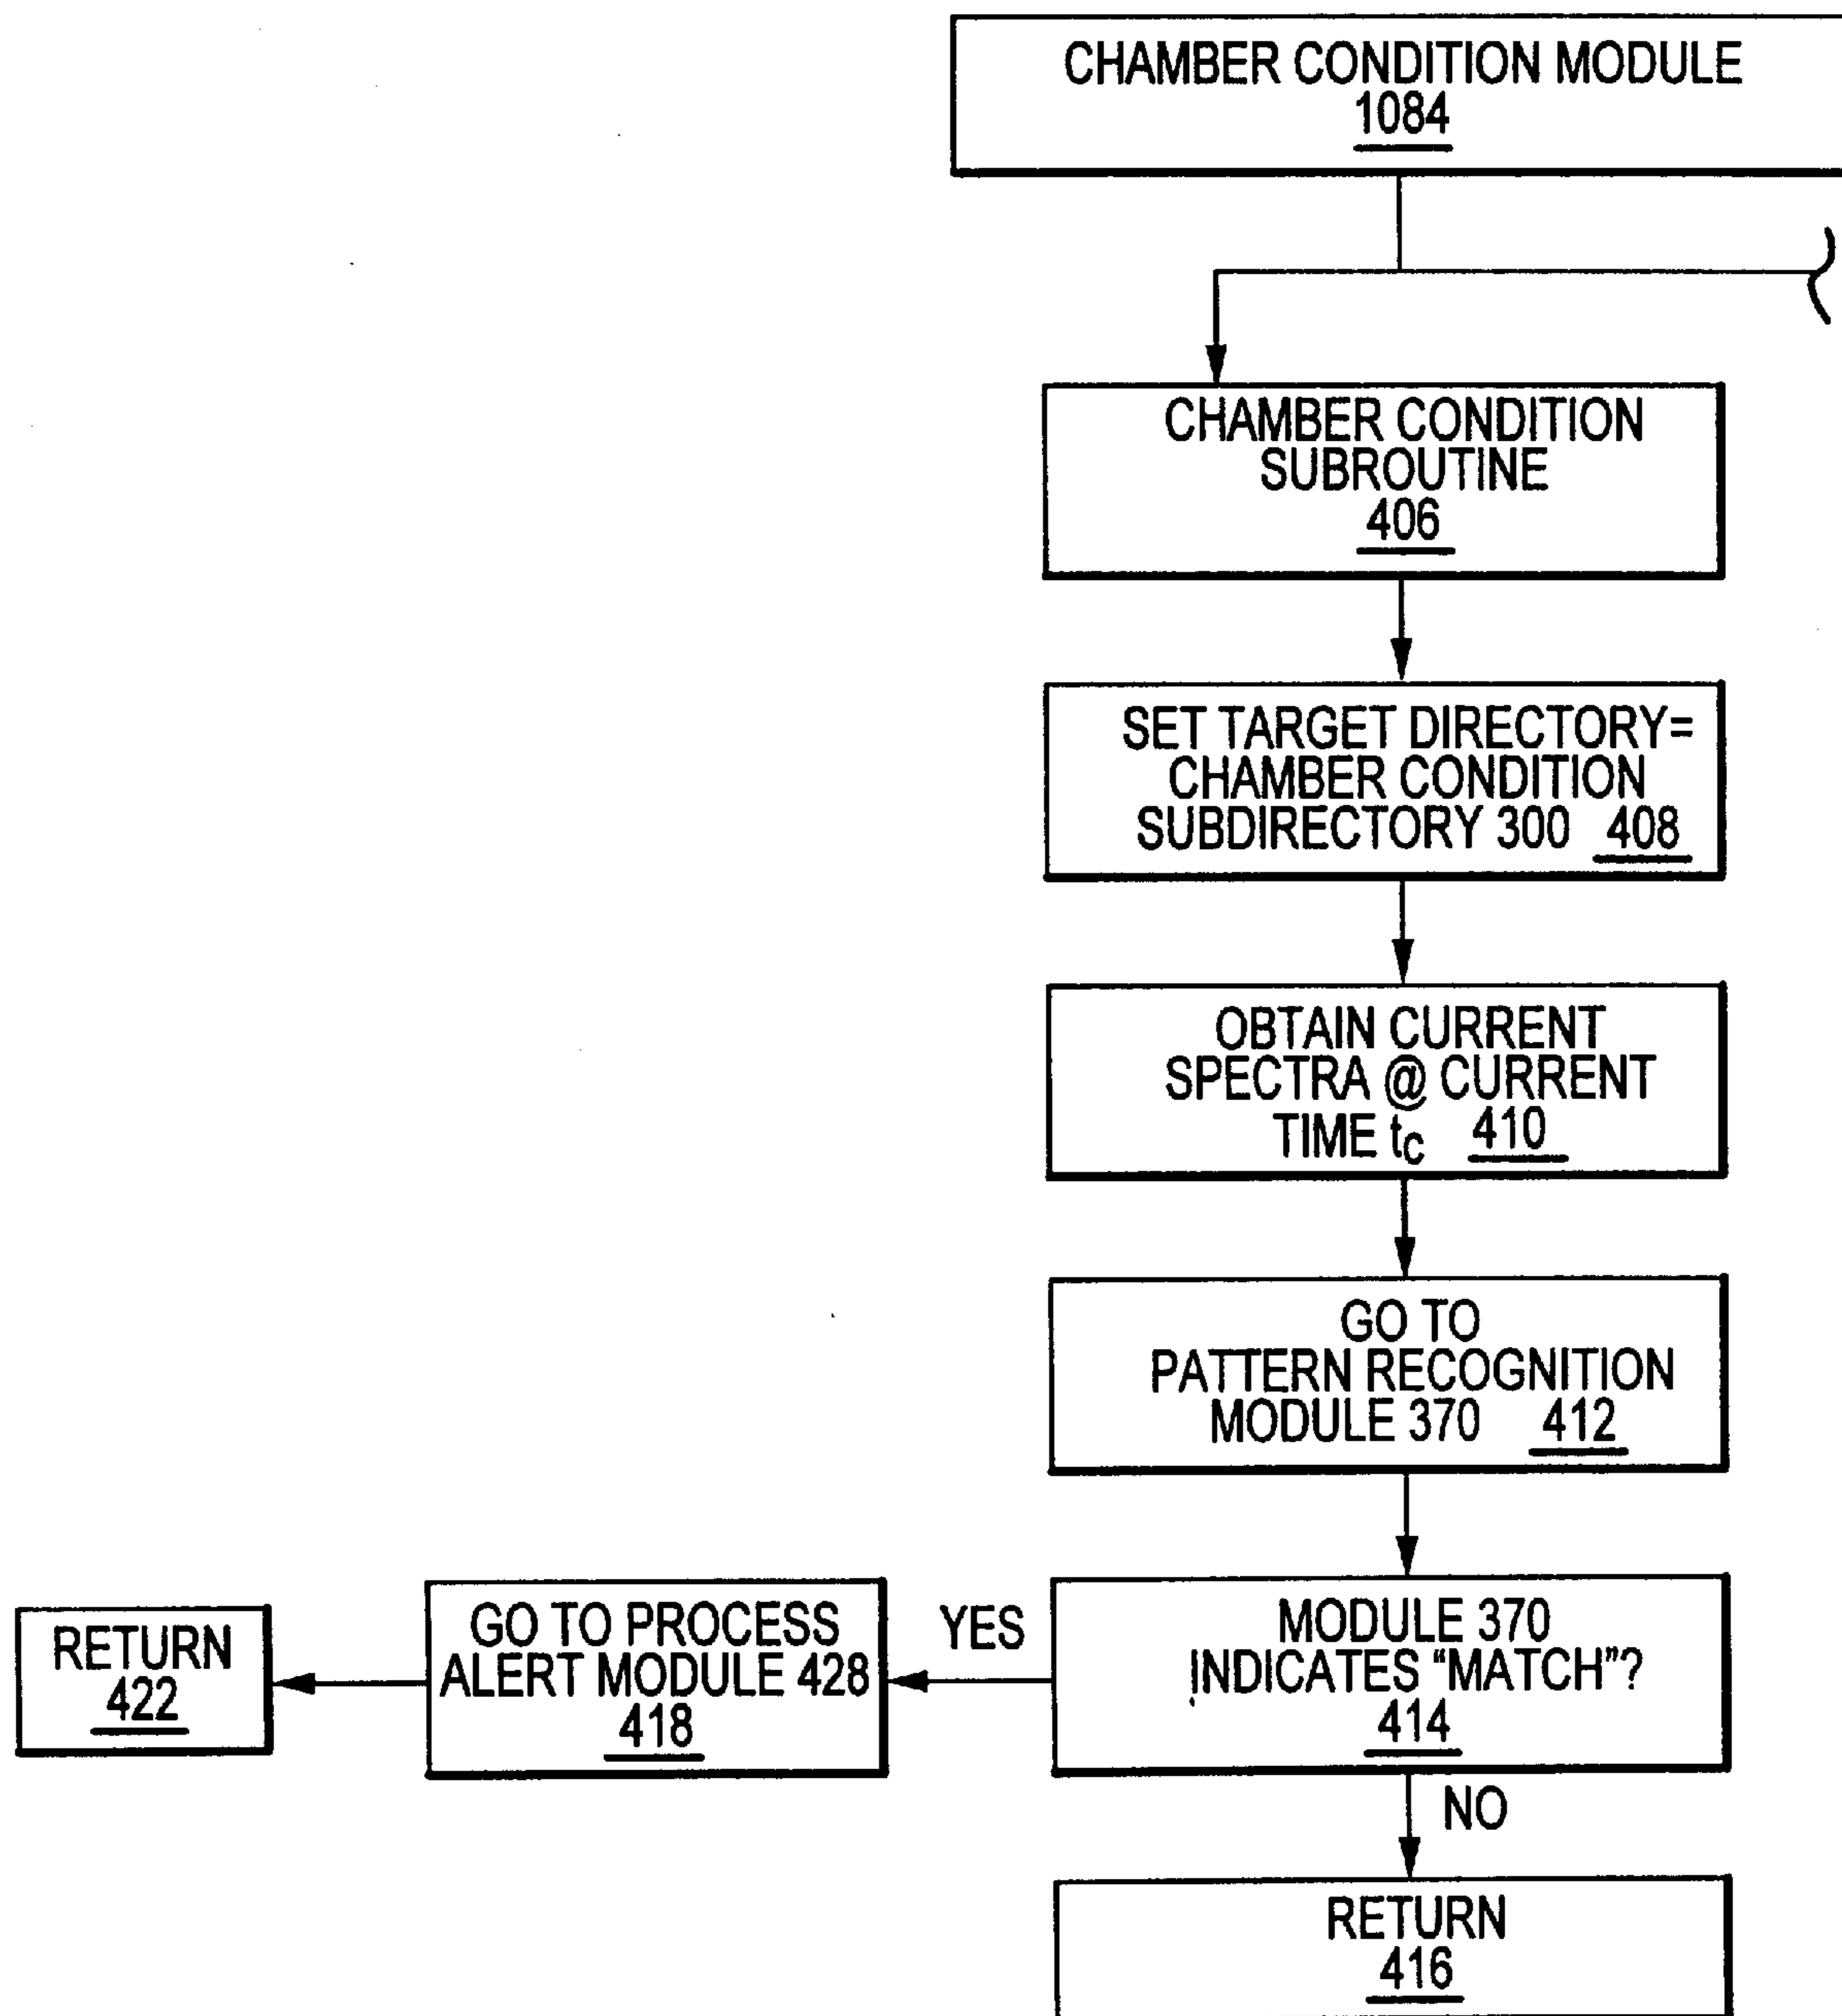 CHAMBER CONDITION MODULE
1084
CHAMBER CONDITION
SUBROUTINE
406
SET TARGET DIRECTORY=
CHAMBER CONDITION
SUBDIRECTORY 300 408
OBTAIN CURRENT
SPECTRA @ CURRENT
TIME tc 410
GO TO
PATTERN RECOGNITION
MODULE 370 412
MODULE 370
INDICATES “MATCH”?
414
YES
GO TO PROCESS
ALERT MODULE 428
418
RETURN
422
NO
RETURN
416